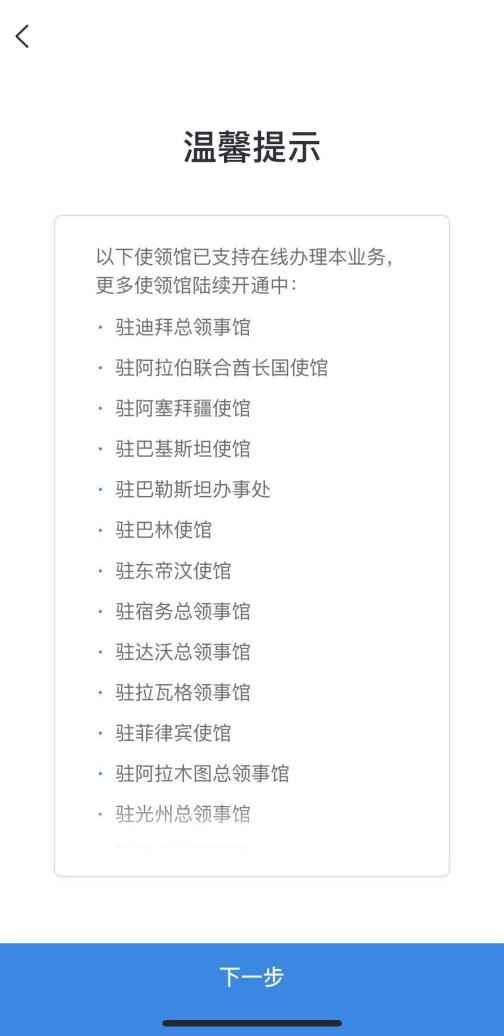 温馨提示
以下使领馆已支持在线办理本业务，
更多使领馆陆续开通中：
· 驻迪拜总领事馆
· 驻阿拉伯联合酋长国使馆
· 驻阿塞拜疆使馆
· 驻巴基斯坦使馆
· 驻巴勒斯坦办事处
· 驻巴林使馆
· 驻东帝汶使馆
· 驻宿务总领事馆
· 驻达沃总领事馆
· 驻拉瓦格领事馆
· 驻菲律宾使馆
· 驻阿拉木图总领事馆
· 驻光州总领事馆
下一步